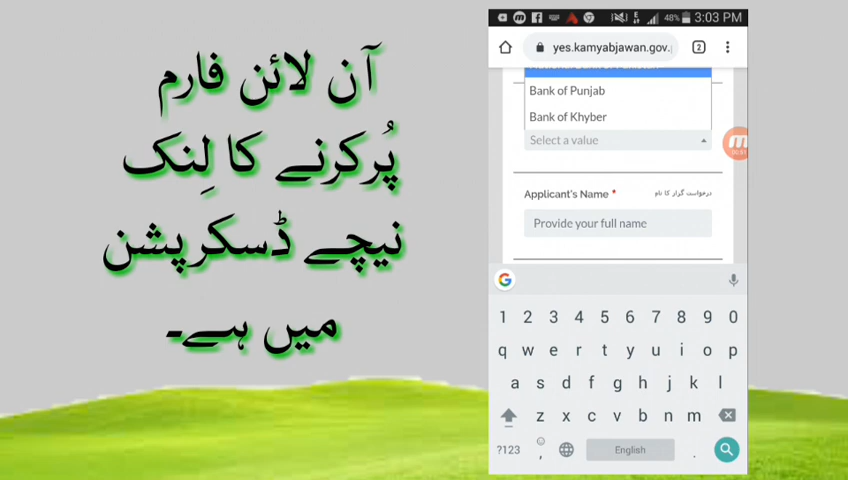 آن لائن فارم
پُر کرنے کا لِنک
نیچے ڈسکرپشن
میں ہے۔
48% 3:03 PM
yes.kamyabjawan.gov.
2
Bank of Punjab
Bank of Khyber
Select a value
Applicant's Name * درخواست گزار کا نام
Provide your full name
1 2 3 4 5 6 7 8 9 0
q w e r t y u i o p
a s d f g h j k l
z x c v b n m
?123 , English .